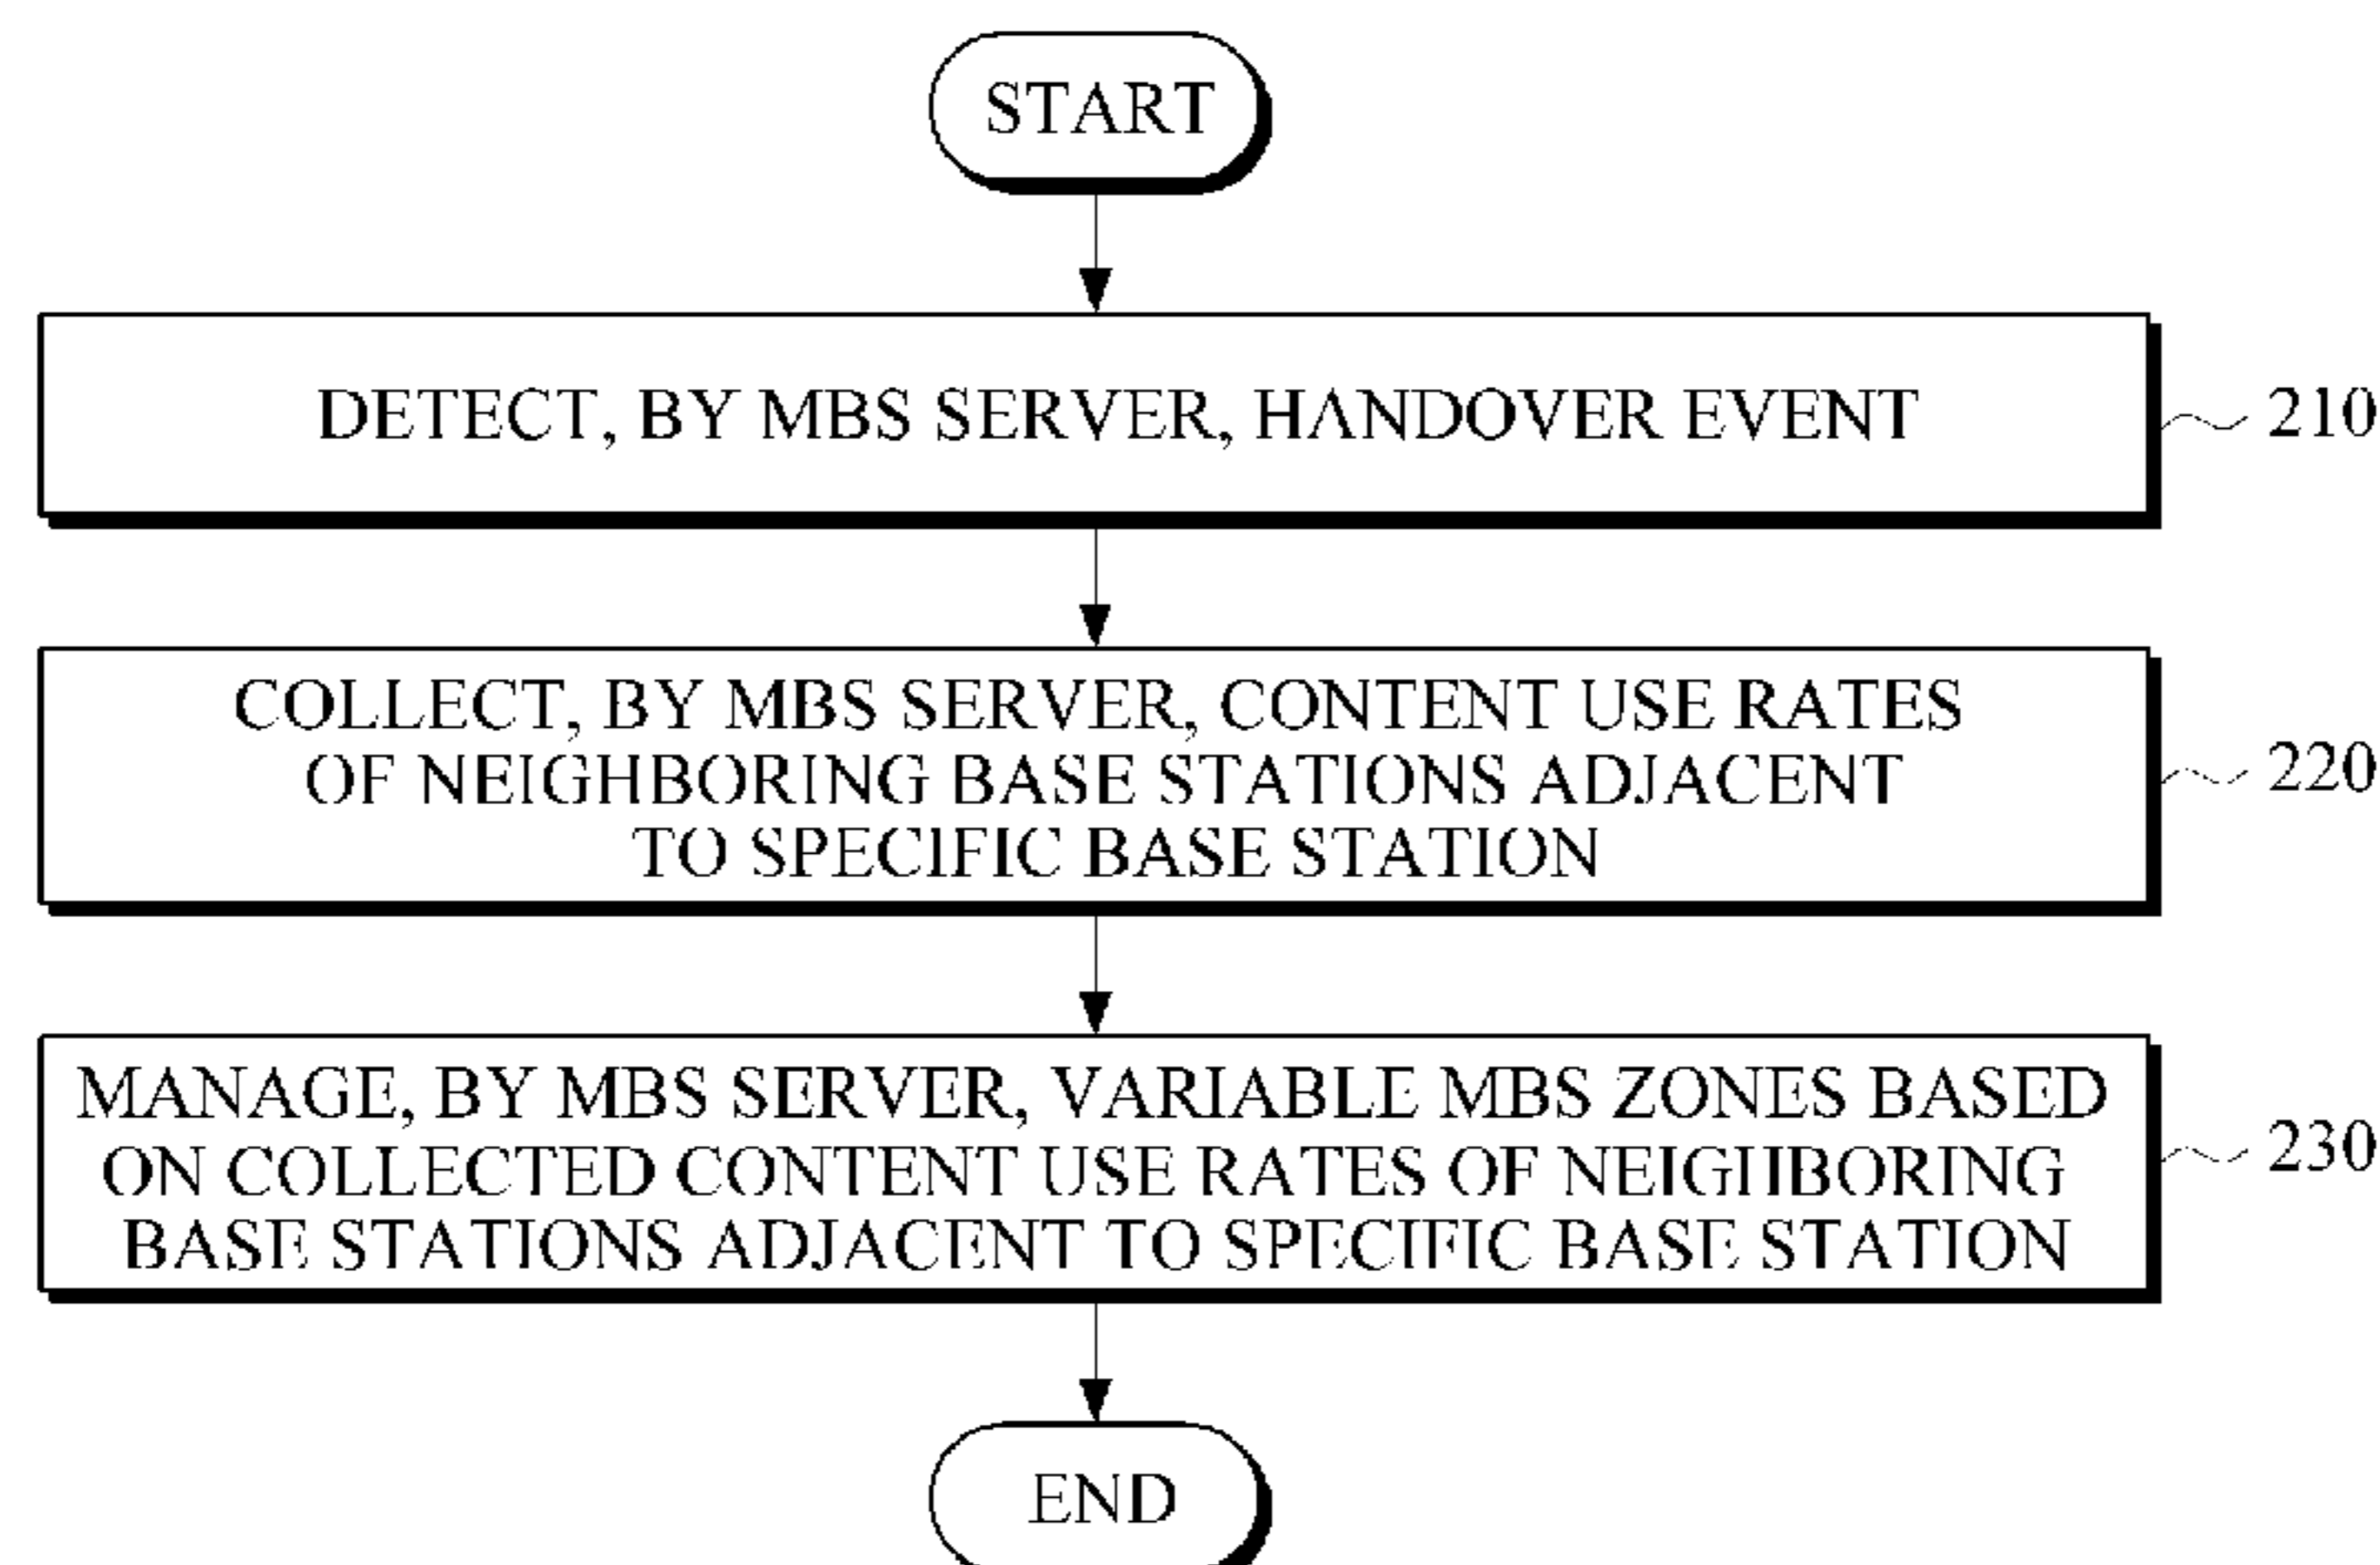 START
DETECT, BY MBS SERVER, HANDOVER EVENT
210
COLLECT, BY MBS SERVER, CONTENT USE RATES
OF NEIGHBORING BASE STATIONS ADJACENT
TO SPECIFIC BASE STATION
220
MANAGE, BY MBS SERVER, VARIABLE MBS ZONES BASED
ON COLLECTED CONTENT USE RATES OF NEIGHBORING
BASE STATIONS ADJACENT TO SPECIFIC BASE STATION
230
END